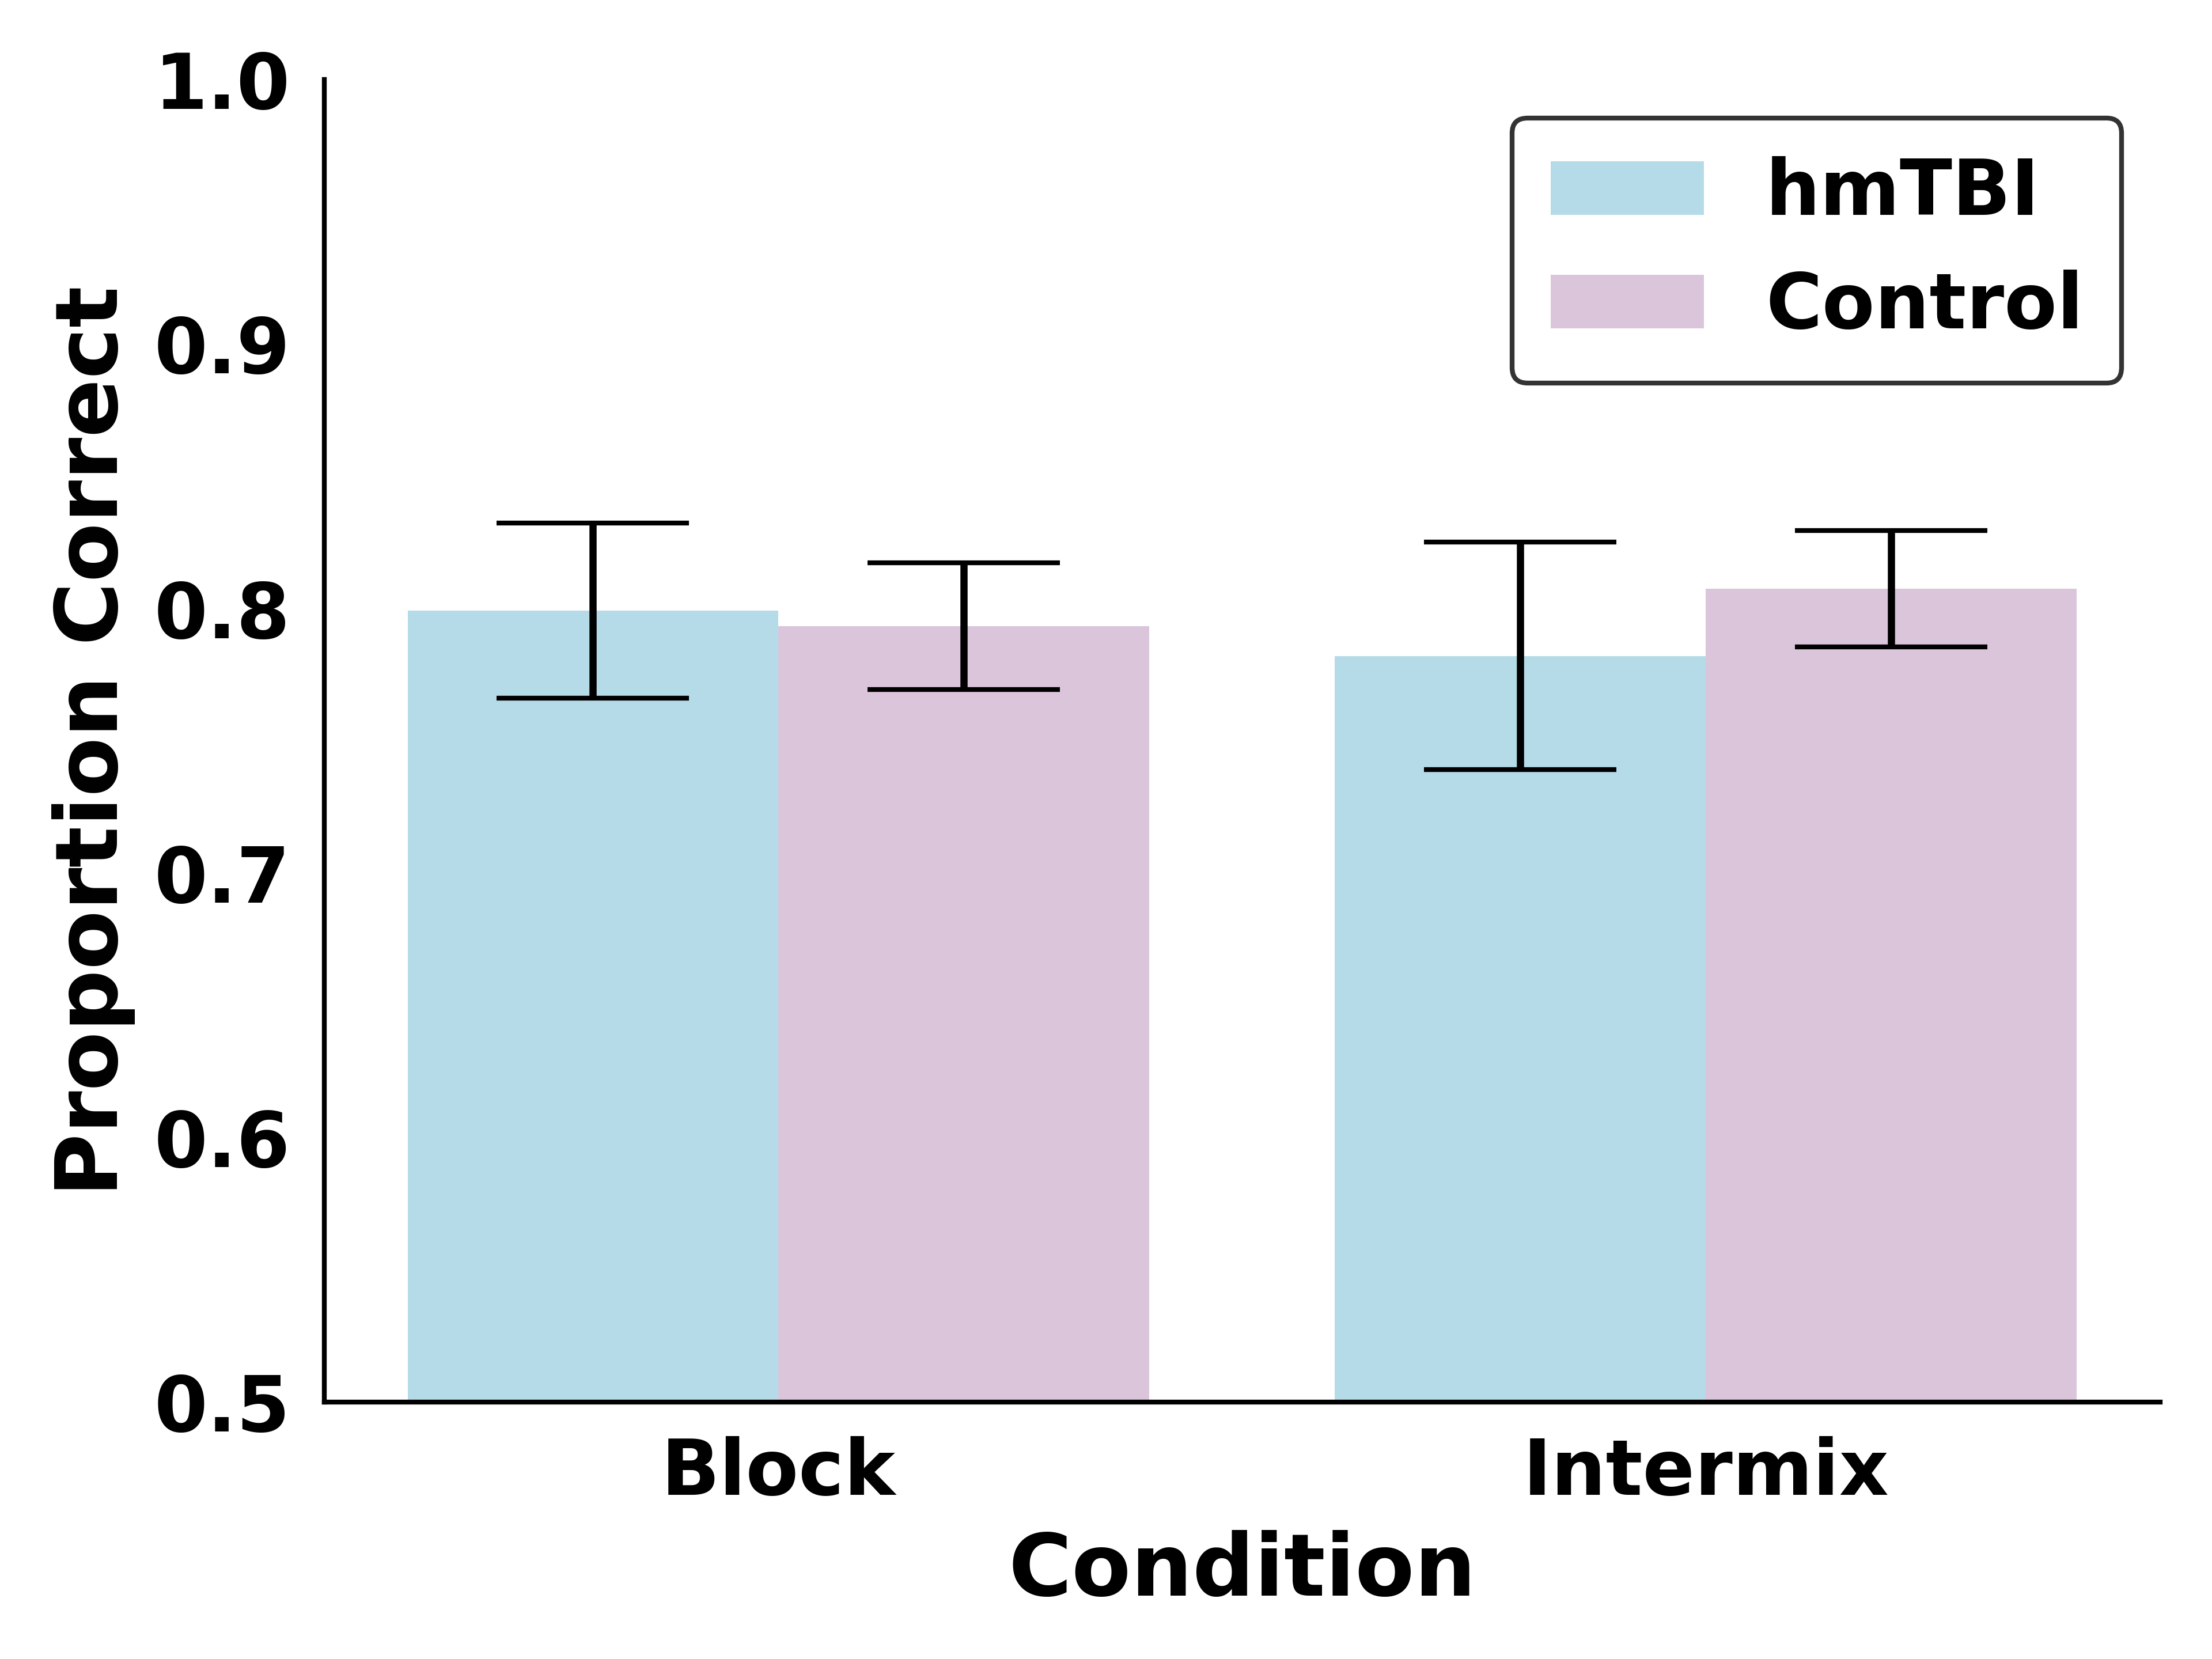 1.0
0.9
0.8
0.7
0.6
0.5
Proportion Correct
hmTBI
Control
Block
Intermix
Condition